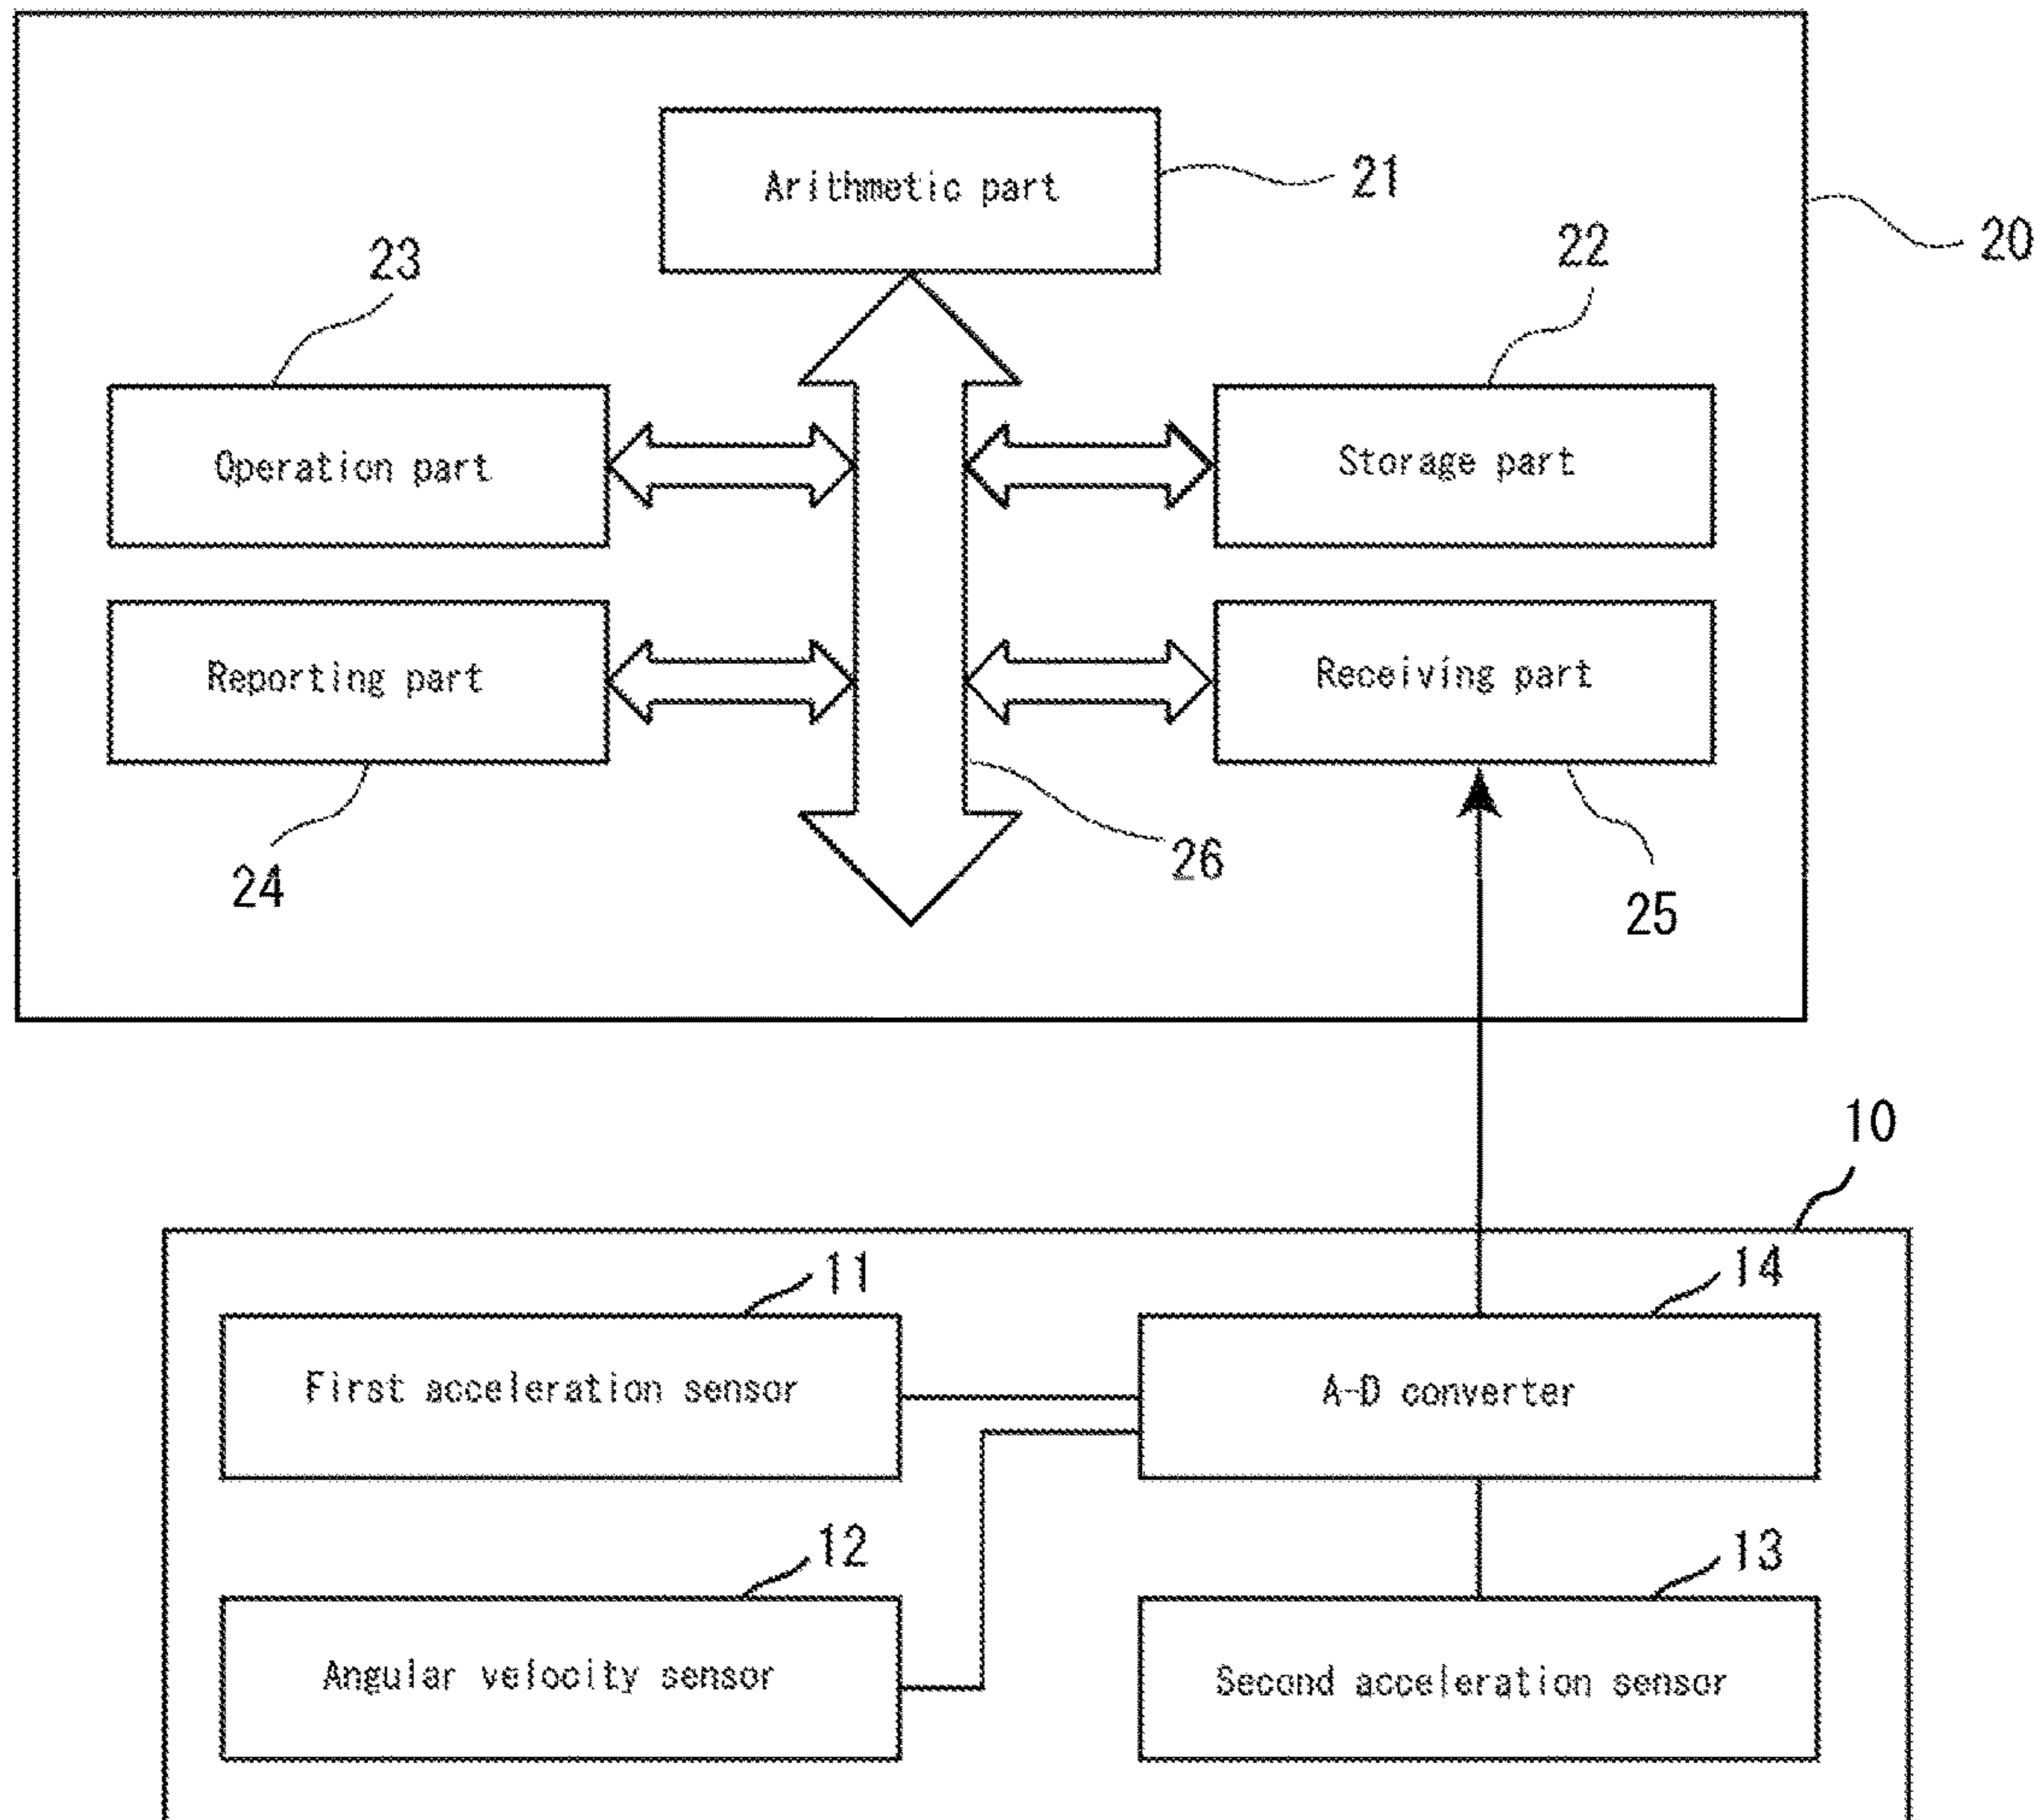 Arithmetic part
21
20
23
22
Operation part
Storage part
Reporting part
Receiving part
24
26
25
10
11
14
First acceleration sensor
A-D converter
12
13
Angular velocity sensor
Second acceleration sensor